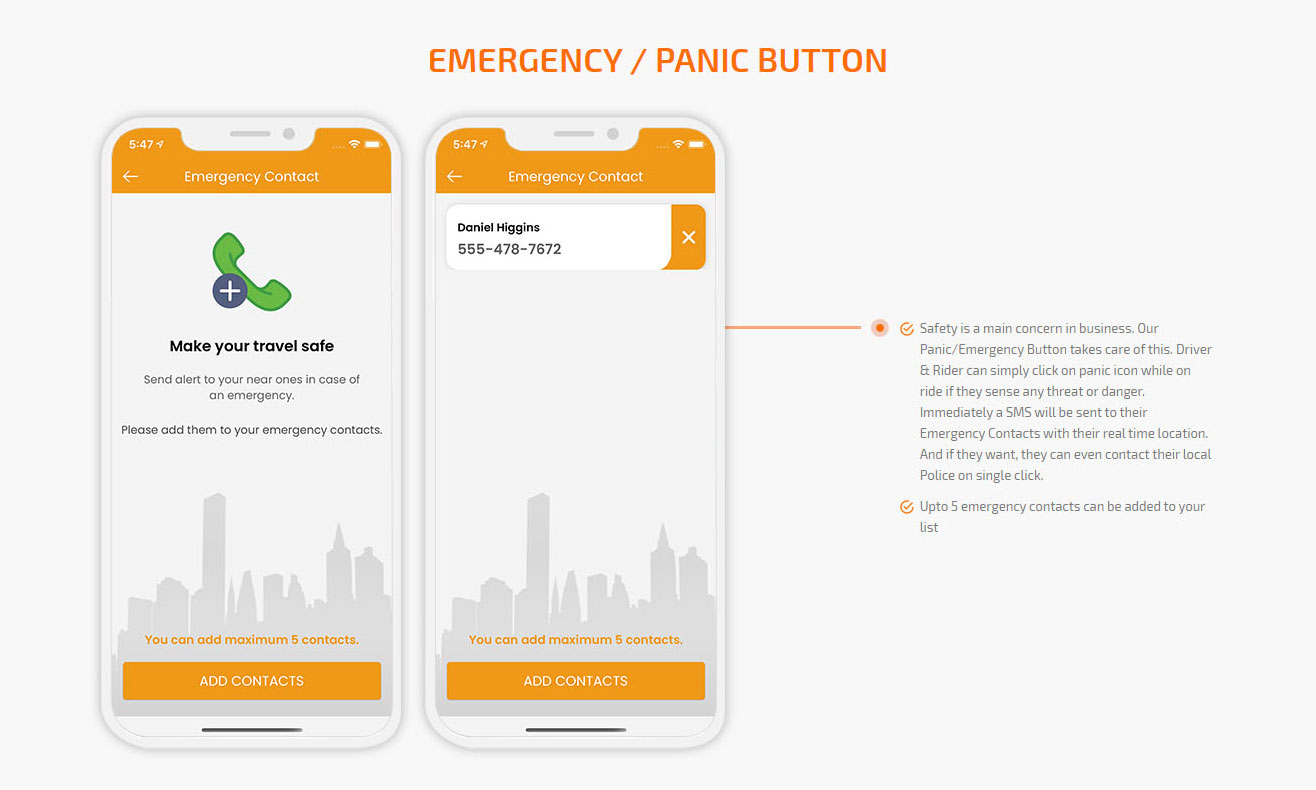 EMERGENCY / PANIC BUTTON
5:47
Emergency Contact
Make your travel safe
Send alert to your near ones in case of
an emergency.
Please add them to your emergency contacts.
You can add maximum 5 contacts.
ADD CONTACTS
5:47
Emergency Contact
Daniel Higgins
555-478-7672
You can add maximum 5 contacts.
ADD CONTACTS
Safety is a main concern in business. Our
Panic/Emergency Button takes care of this. Driver
& Rider can simply click on panic icon while on
ride if they sense any threat or danger.
Immediately a SMS will be sent to their
Emergency Contacts with their real time location.
And if they want, they can even contact their local
Police on single click.
Upto 5 emergency contacts can be added to your
list